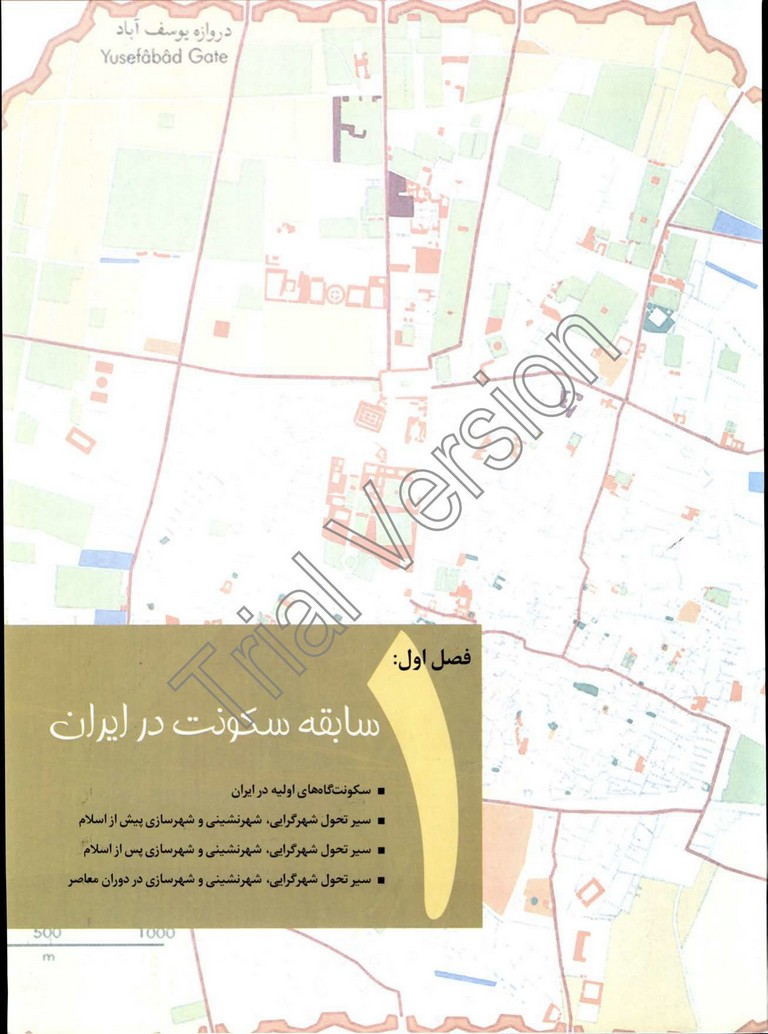 دروازه یوسف آباد
Yusefâbâd Gate
Trial Version
فصل اول:
۱
سابقه سکونت در ایران
■ سکونت‌گاه‌های اولیه در ایران
■ سیر تحول شهرگرایی، شهرنشینی و شهرسازی پیش از اسلام
■ سیر تحول شهرگرایی، شهرنشینی و شهرسازی پس از اسلام
■ سیر تحول شهرگرایی، شهرنشینی و شهرسازی در دوران معاصر
500 1000
m